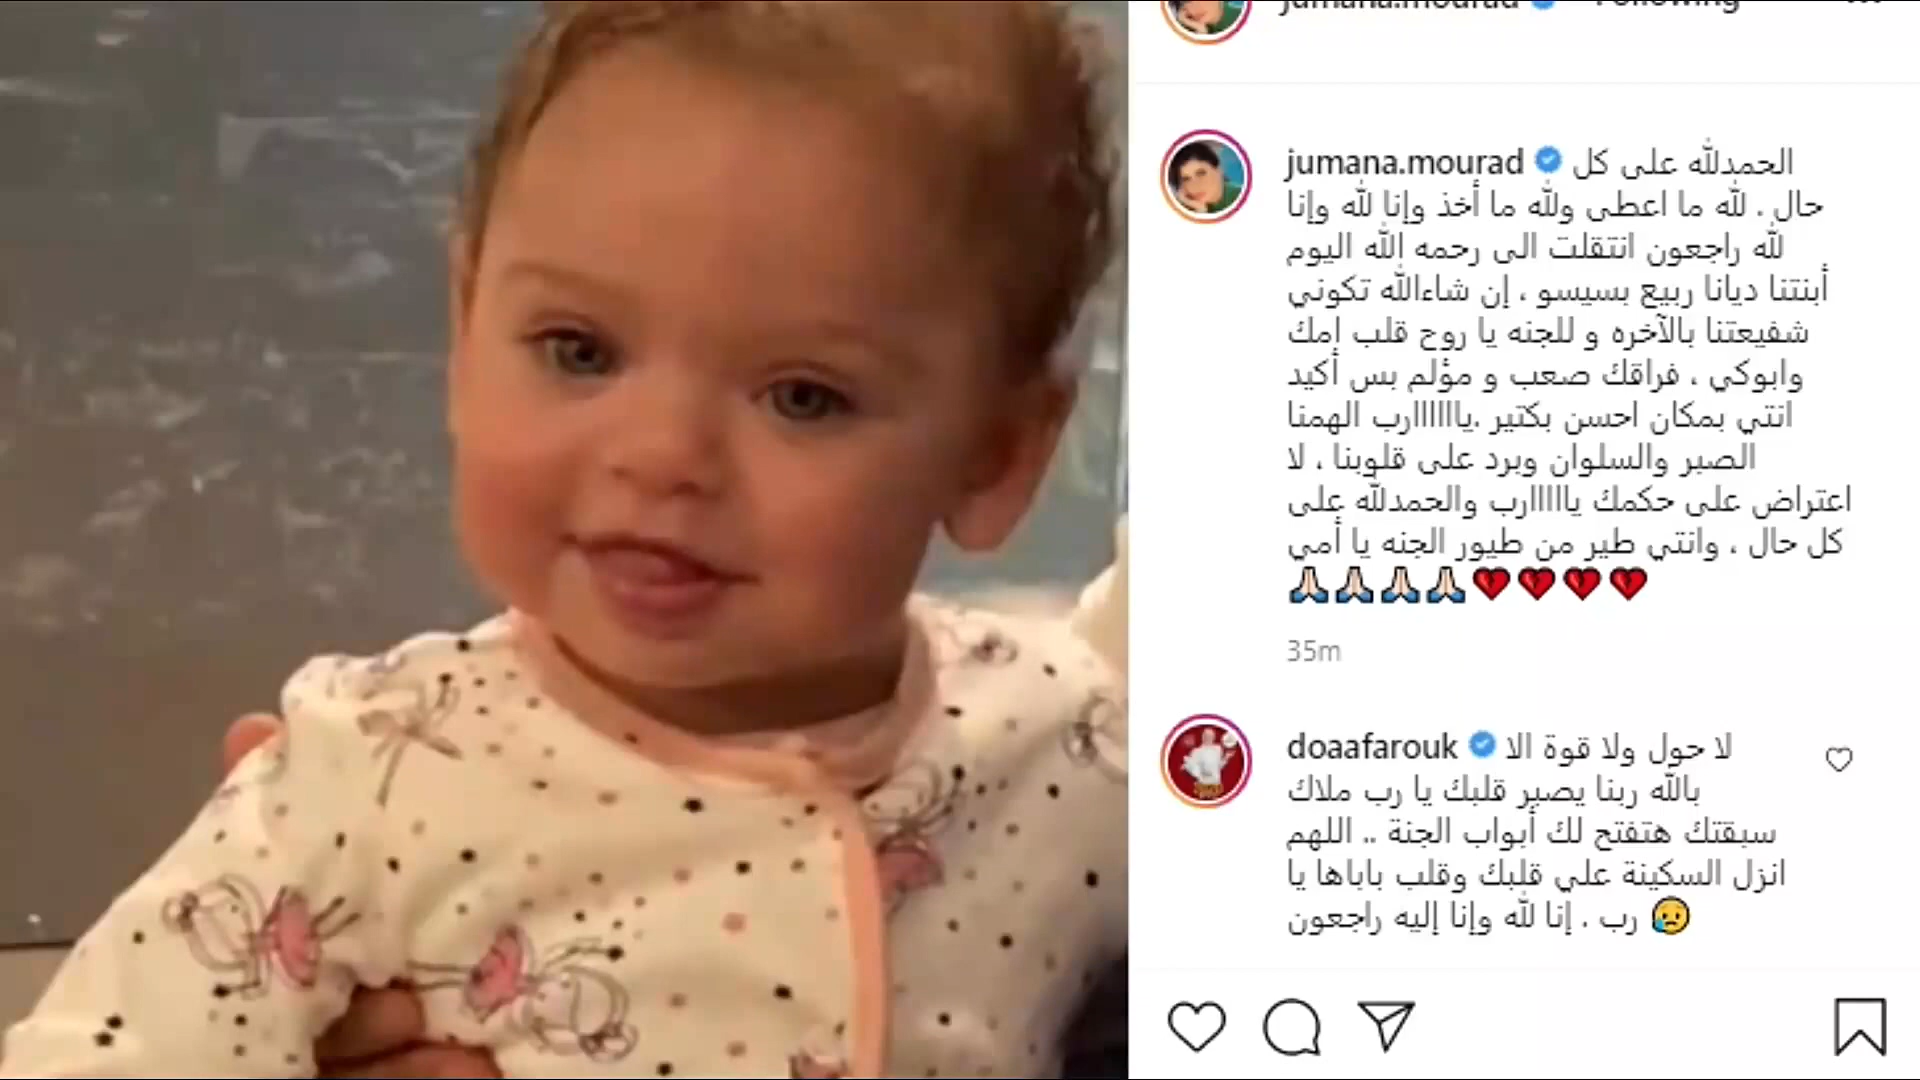 jumana.mourad Following
jumana.mourad الحمدلله على كل
حال . لله ما اعطى ولله ما أخذ وإنا لله وإنا
لله راجعون انتقلت الى رحمه الله اليوم
أبنتنا ديانا ربيع بسيسو ، إن شاءالله تكوني
شفيعتنا بالآخره و للجنه يا روح قلب امك
وابوكي ، فراقك صعب و مؤلم بس أكيد
انتي بمكان احسن بكتير .ياااااارب الهمنا
الصبر والسلوان وبرد على قلوبنا ، لا
اعتراض على حكمك يااااارب والحمدلله على
كل حال ، وانتي طير من طيور الجنه يا أمي
🙏🏻🙏🏻🙏🏻🙏🏻💔💔💔💔
35m
doaafarouk لا حول ولا قوة الا
بالله ربنا يصبر قلبك يا رب ملاك
سبقتك هتفتح لك أبواب الجنة .. اللهم
انزل السكينة علي قلبك وقلب باباها يا
رب . إنا لله وإنا إليه راجعون 😥